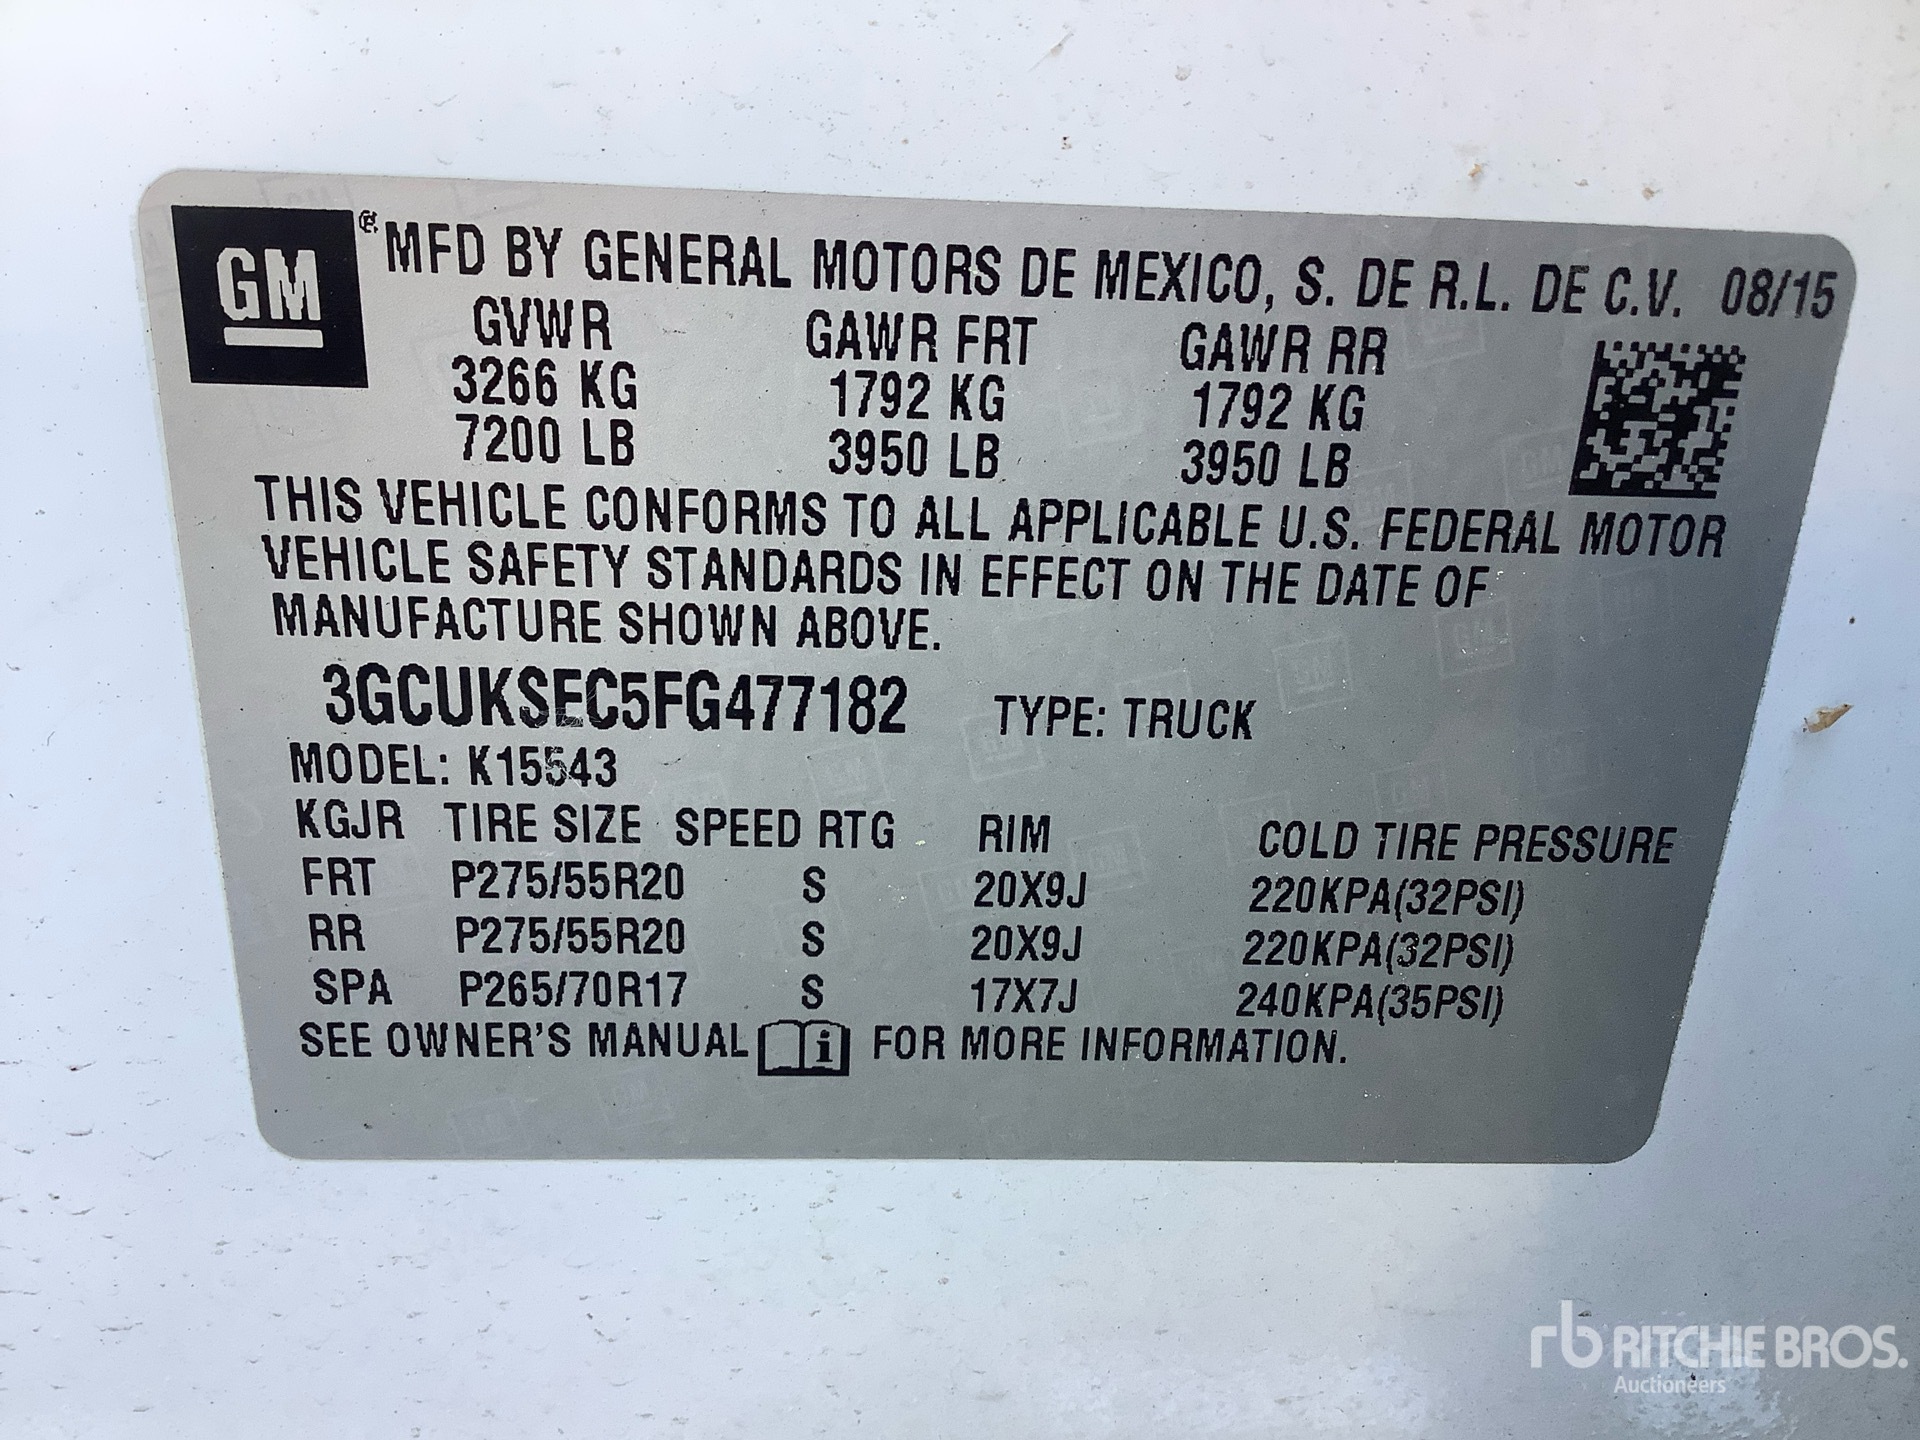 GM
® MFD BY GENERAL MOTORS DE MEXICO, S. DE R.L. DE C.V. 08/15
GVWR GAWR FRT GAWR RR
3266 KG 1792 KG 1792 KG
7200 LB 3950 LB 3950 LB
THIS VEHICLE CONFORMS TO ALL APPLICABLE U.S. FEDERAL MOTOR
VEHICLE SAFETY STANDARDS IN EFFECT ON THE DATE OF
MANUFACTURE SHOWN ABOVE.
3GCUKSEC5FG477182 TYPE: TRUCK
MODEL: K15543
KGJR TIRE SIZE SPEED RTG RIM COLD TIRE PRESSURE
FRT P275/55R20 S 20X9J 220KPA(32PSI)
RR P275/55R20 S 20X9J 220KPA(32PSI)
SPA P265/70R17 S 17X7J 240KPA(35PSI)
SEE OWNER'S MANUAL i FOR MORE INFORMATION.
rb RITCHIE BROS.
Auctioneers